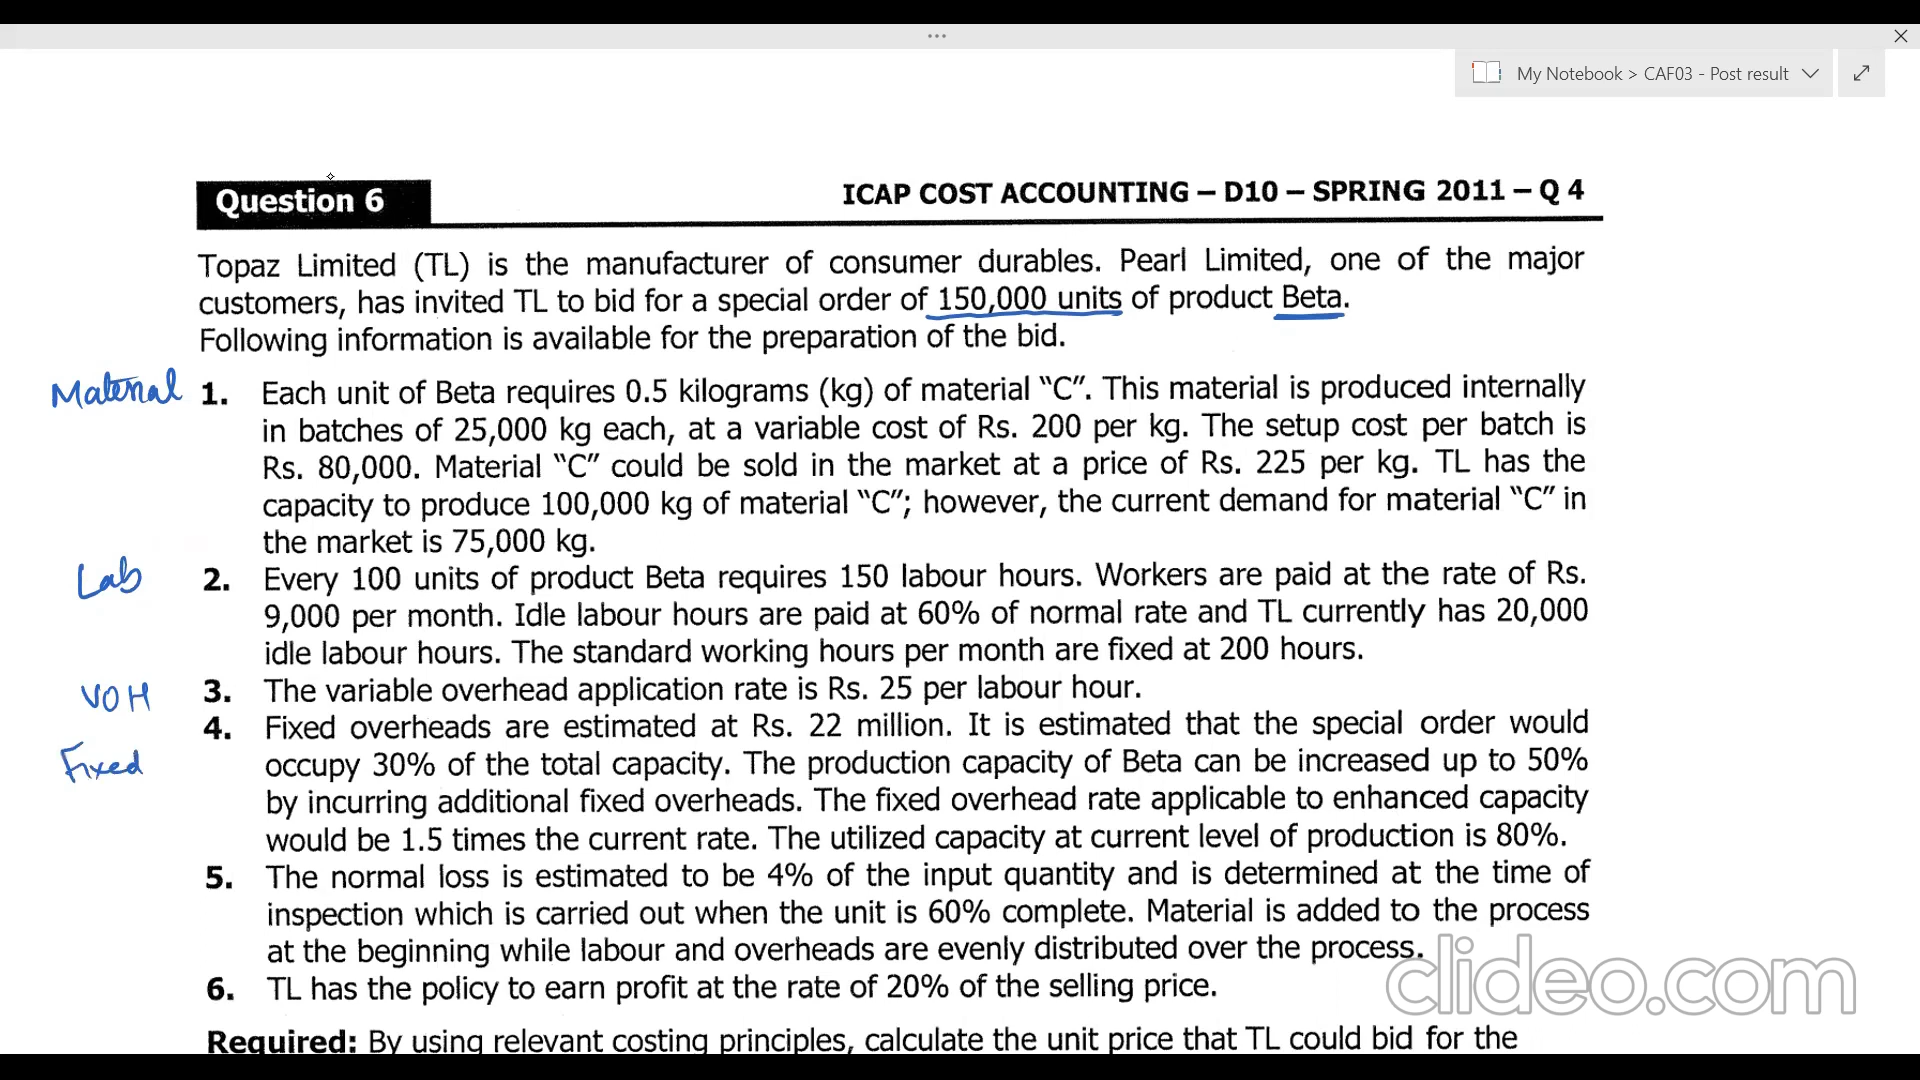 My Notebook > CAF03 - Post result
Question 6
ICAP COST ACCOUNTING – D10 – SPRING 2011 – Q 4
Topaz Limited (TL) is the manufacturer of consumer durables. Pearl Limited, one of the major
customers, has invited TL to bid for a special order of 150,000 units of product Beta.
Following information is available for the preparation of the bid.
Material 1. Each unit of Beta requires 0.5 kilograms (kg) of material “C”. This material is produced internally
in batches of 25,000 kg each, at a variable cost of Rs. 200 per kg. The setup cost per batch is
Rs. 80,000. Material “C” could be sold in the market at a price of Rs. 225 per kg. TL has the
capacity to produce 100,000 kg of material “C”; however, the current demand for material “C” in
the market is 75,000 kg.
Lab 2. Every 100 units of product Beta requires 150 labour hours. Workers are paid at the rate of Rs.
9,000 per month. Idle labour hours are paid at 60% of normal rate and TL currently has 20,000
idle labour hours. The standard working hours per month are fixed at 200 hours.
VOH 3. The variable overhead application rate is Rs. 25 per labour hour.
4. Fixed overheads are estimated at Rs. 22 million. It is estimated that the special order would
Fixed occupy 30% of the total capacity. The production capacity of Beta can be increased up to 50%
by incurring additional fixed overheads. The fixed overhead rate applicable to enhanced capacity
would be 1.5 times the current rate. The utilized capacity at current level of production is 80%.
5. The normal loss is estimated to be 4% of the input quantity and is determined at the time of
inspection which is carried out when the unit is 60% complete. Material is added to the process
at the beginning while labour and overheads are evenly distributed over the process.
6. TL has the policy to earn profit at the rate of 20% of the selling price.
Required: By using relevant costing principles, calculate the unit price that TL could bid for the
clideo.com